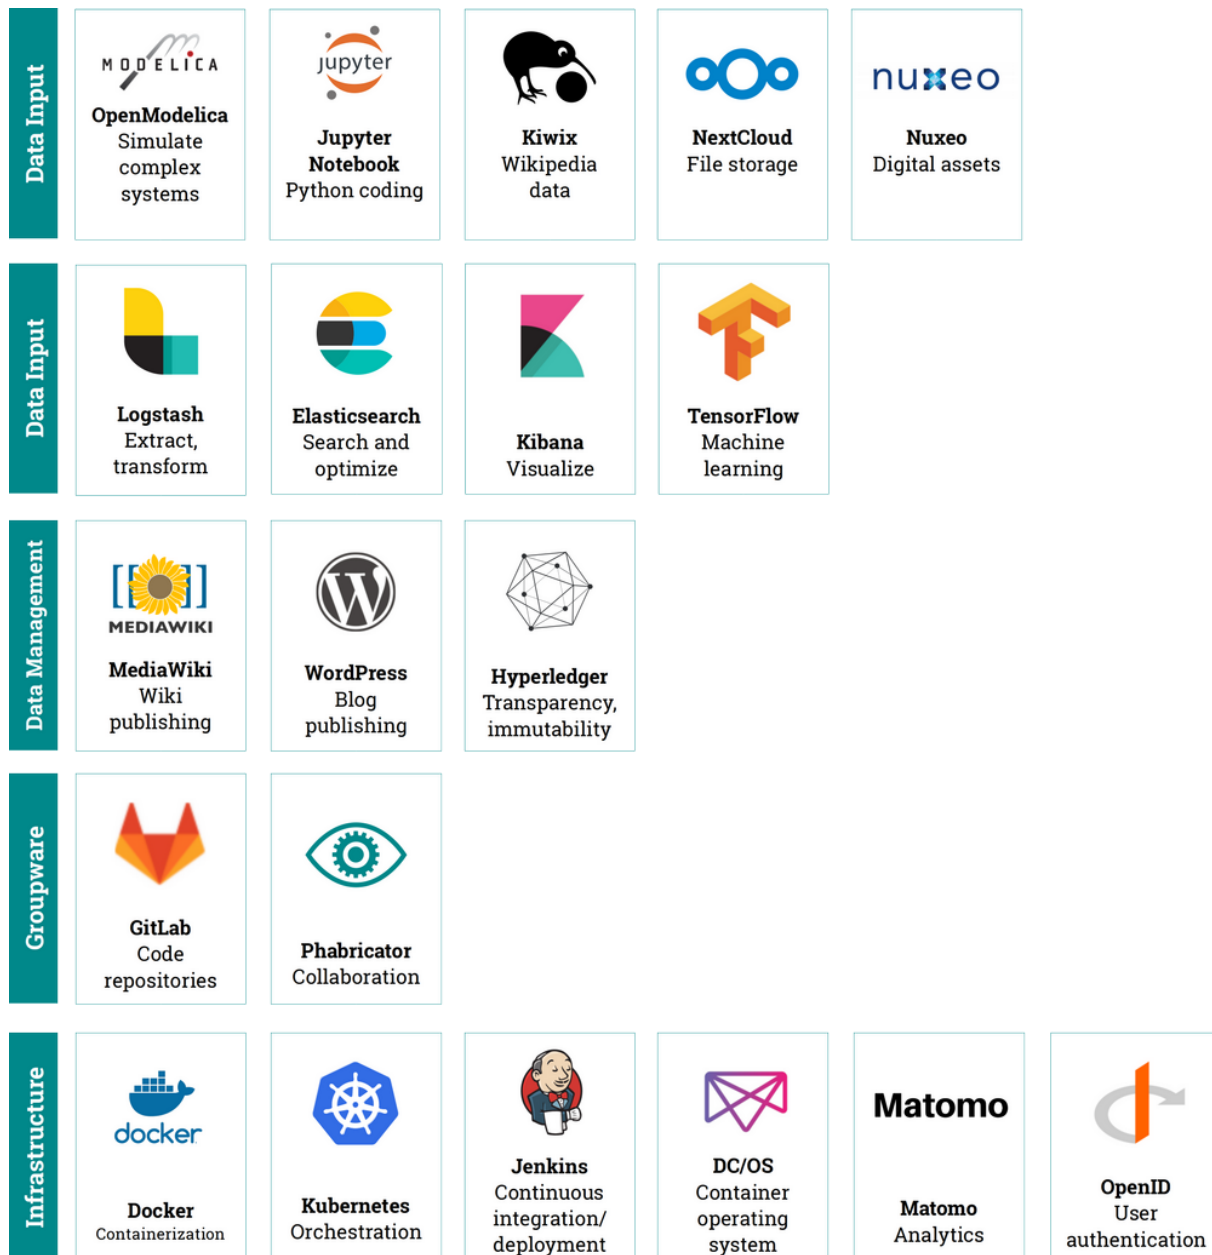 Data Input
MODELICA
OpenModelica
Simulate
complex
systems
jupyter
Jupyter
Notebook
Python coding
Kiwix
Wikipedia
data
NextCloud
File storage
nuxeo
Nuxeo
Digital assets
Data Input
Logstash
Extract,
transform
Elasticsearch
Search and
optimize
Kibana
Visualize
TensorFlow
Machine
learning
Data Management
[[ ]]
MEDIAWIKI
MediaWiki
Wiki
publishing
W
WordPress
Blog
publishing
Hyperledger
Transparency,
immutability
Groupware
GitLab
Code
repositories
Phabricator
Collaboration
Infrastructure
docker
Docker
Containerization
Kubernetes
Orchestration
Jenkins
Continuous
integration/
deployment
DC/OS
Container
operating
system
Matomo
Matomo
Analytics
OpenID
User
authentication